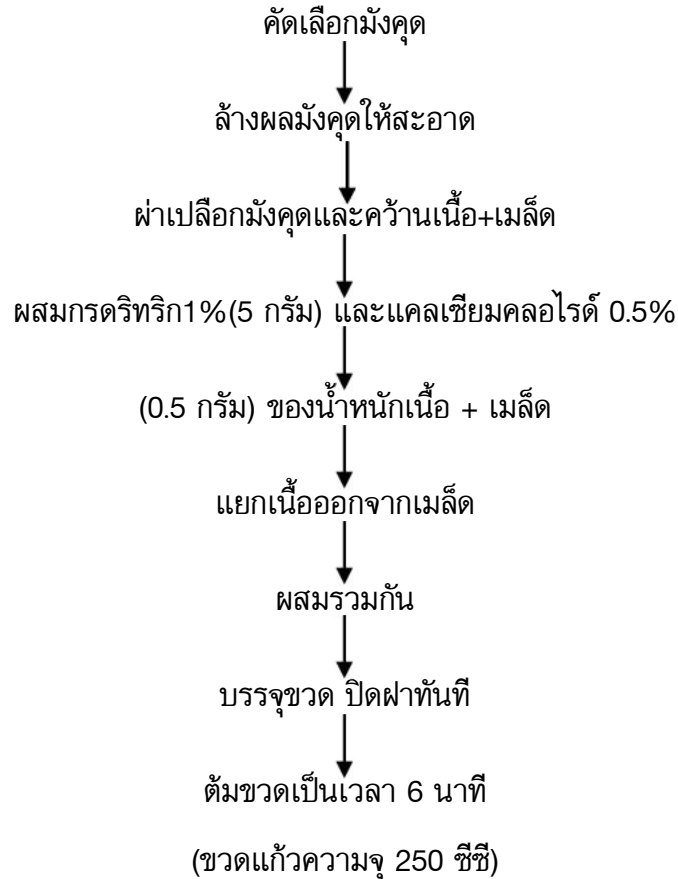 คัดเลือกมังคุด
ล้างผลมังคุดให้สะอาด
ผ่าเปลือกมังคุดและคว้านเนื้อ+เมล็ด
ผสมกรดริทริก1%(5 กรัม) และแคลเซียมคลอไรด์ 0.5%
(0.5 กรัม) ของน้ำหนักเนื้อ + เมล็ด
แยกเนื้อออกจากเมล็ด
ผสมรวมกัน
บรรจุขวด ปิดฝาทันที
ต้มขวดเป็นเวลา 6 นาที
(ขวดแก้วความจุ 250 ซีซี)